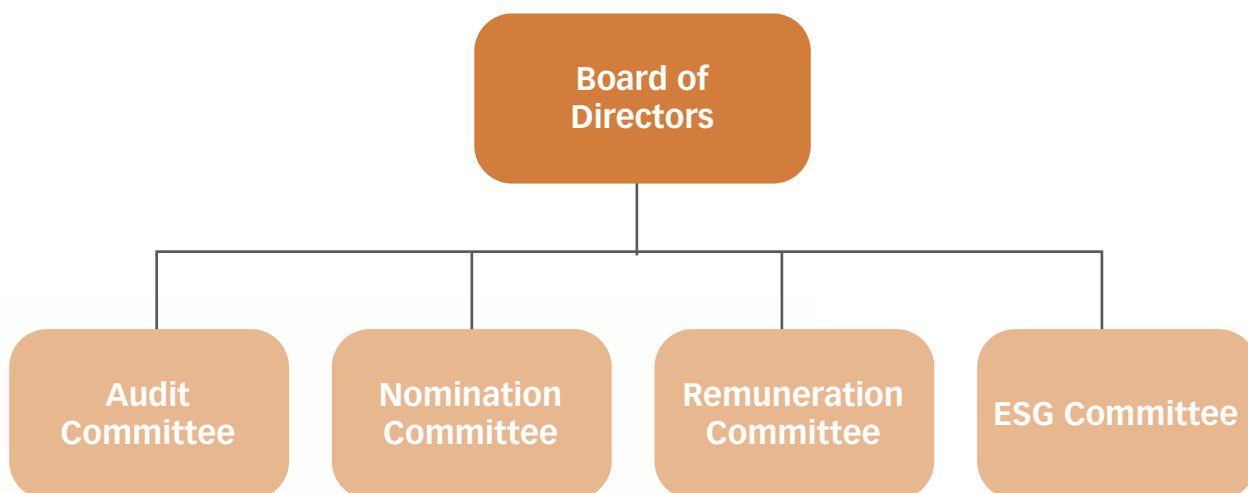 Board of
Directors
Audit
Committee
Nomination
Committee
Remuneration
Committee
ESG Committee